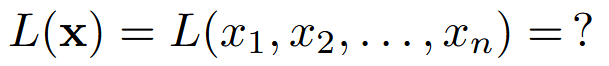 L(𝐱) = L(x₁, x₂, . . . , xₙ) = ?